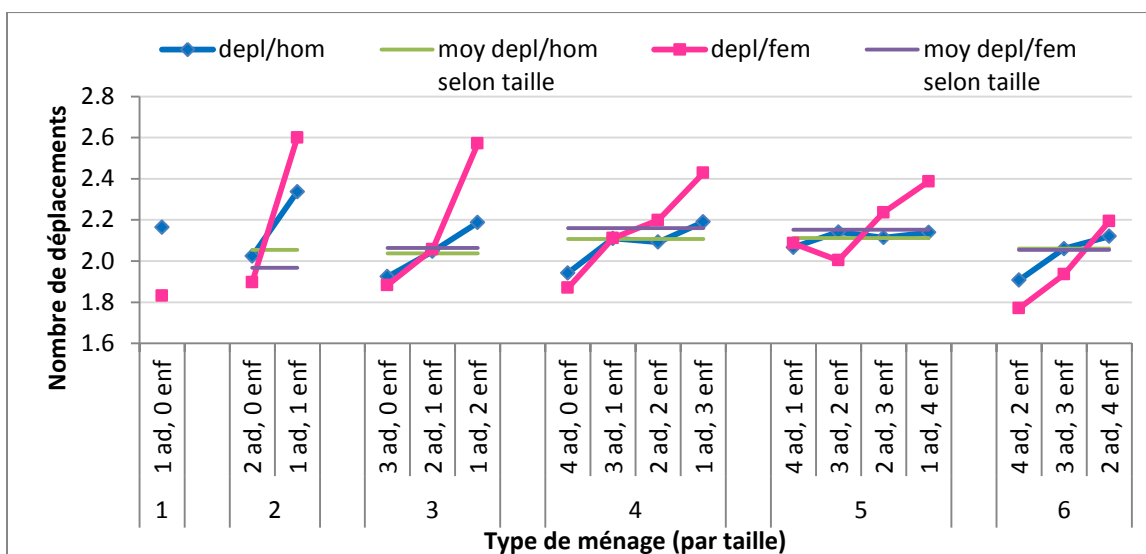 depl/hom moy depl/hom selon taille depl/fem moy depl/fem selon taille
Nombre de déplacements
2.8
2.6
2.4
2.2
2.0
1.8
1.6
1 ad, 0 enf
2 ad, 0 enf
1 ad, 1 enf
3 ad, 0 enf
2 ad, 1 enf
1 ad, 2 enf
4 ad, 0 enf
3 ad, 1 enf
2 ad, 2 enf
1 ad, 3 enf
4 ad, 1 enf
3 ad, 2 enf
2 ad, 3 enf
1 ad, 4 enf
4 ad, 2 enf
3 ad, 3 enf
2 ad, 4 enf
1 2 3 4 5 6
Type de ménage (par taille)